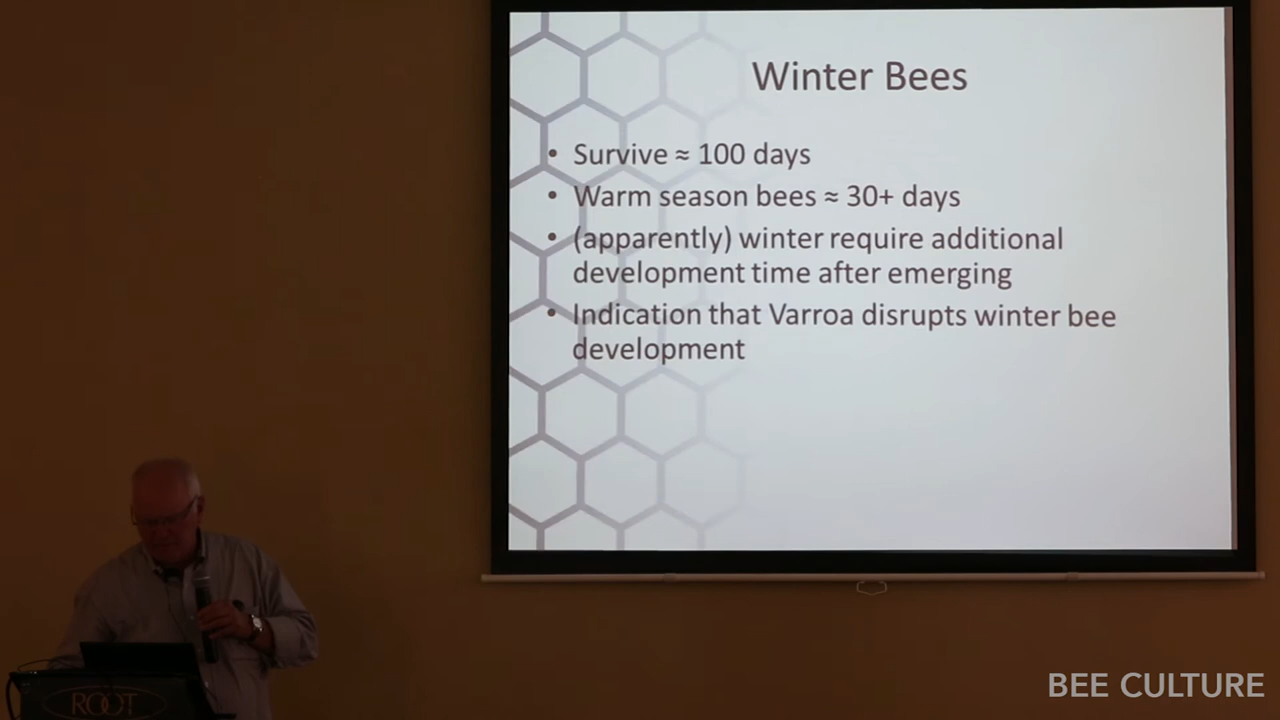 Winter Bees
• Survive ≈ 100 days
• Warm season bees ≈ 30+ days
• (apparently) winter require additional
development time after emerging
• Indication that Varroa disrupts winter bee
development
ROOT
BEE CULTURE